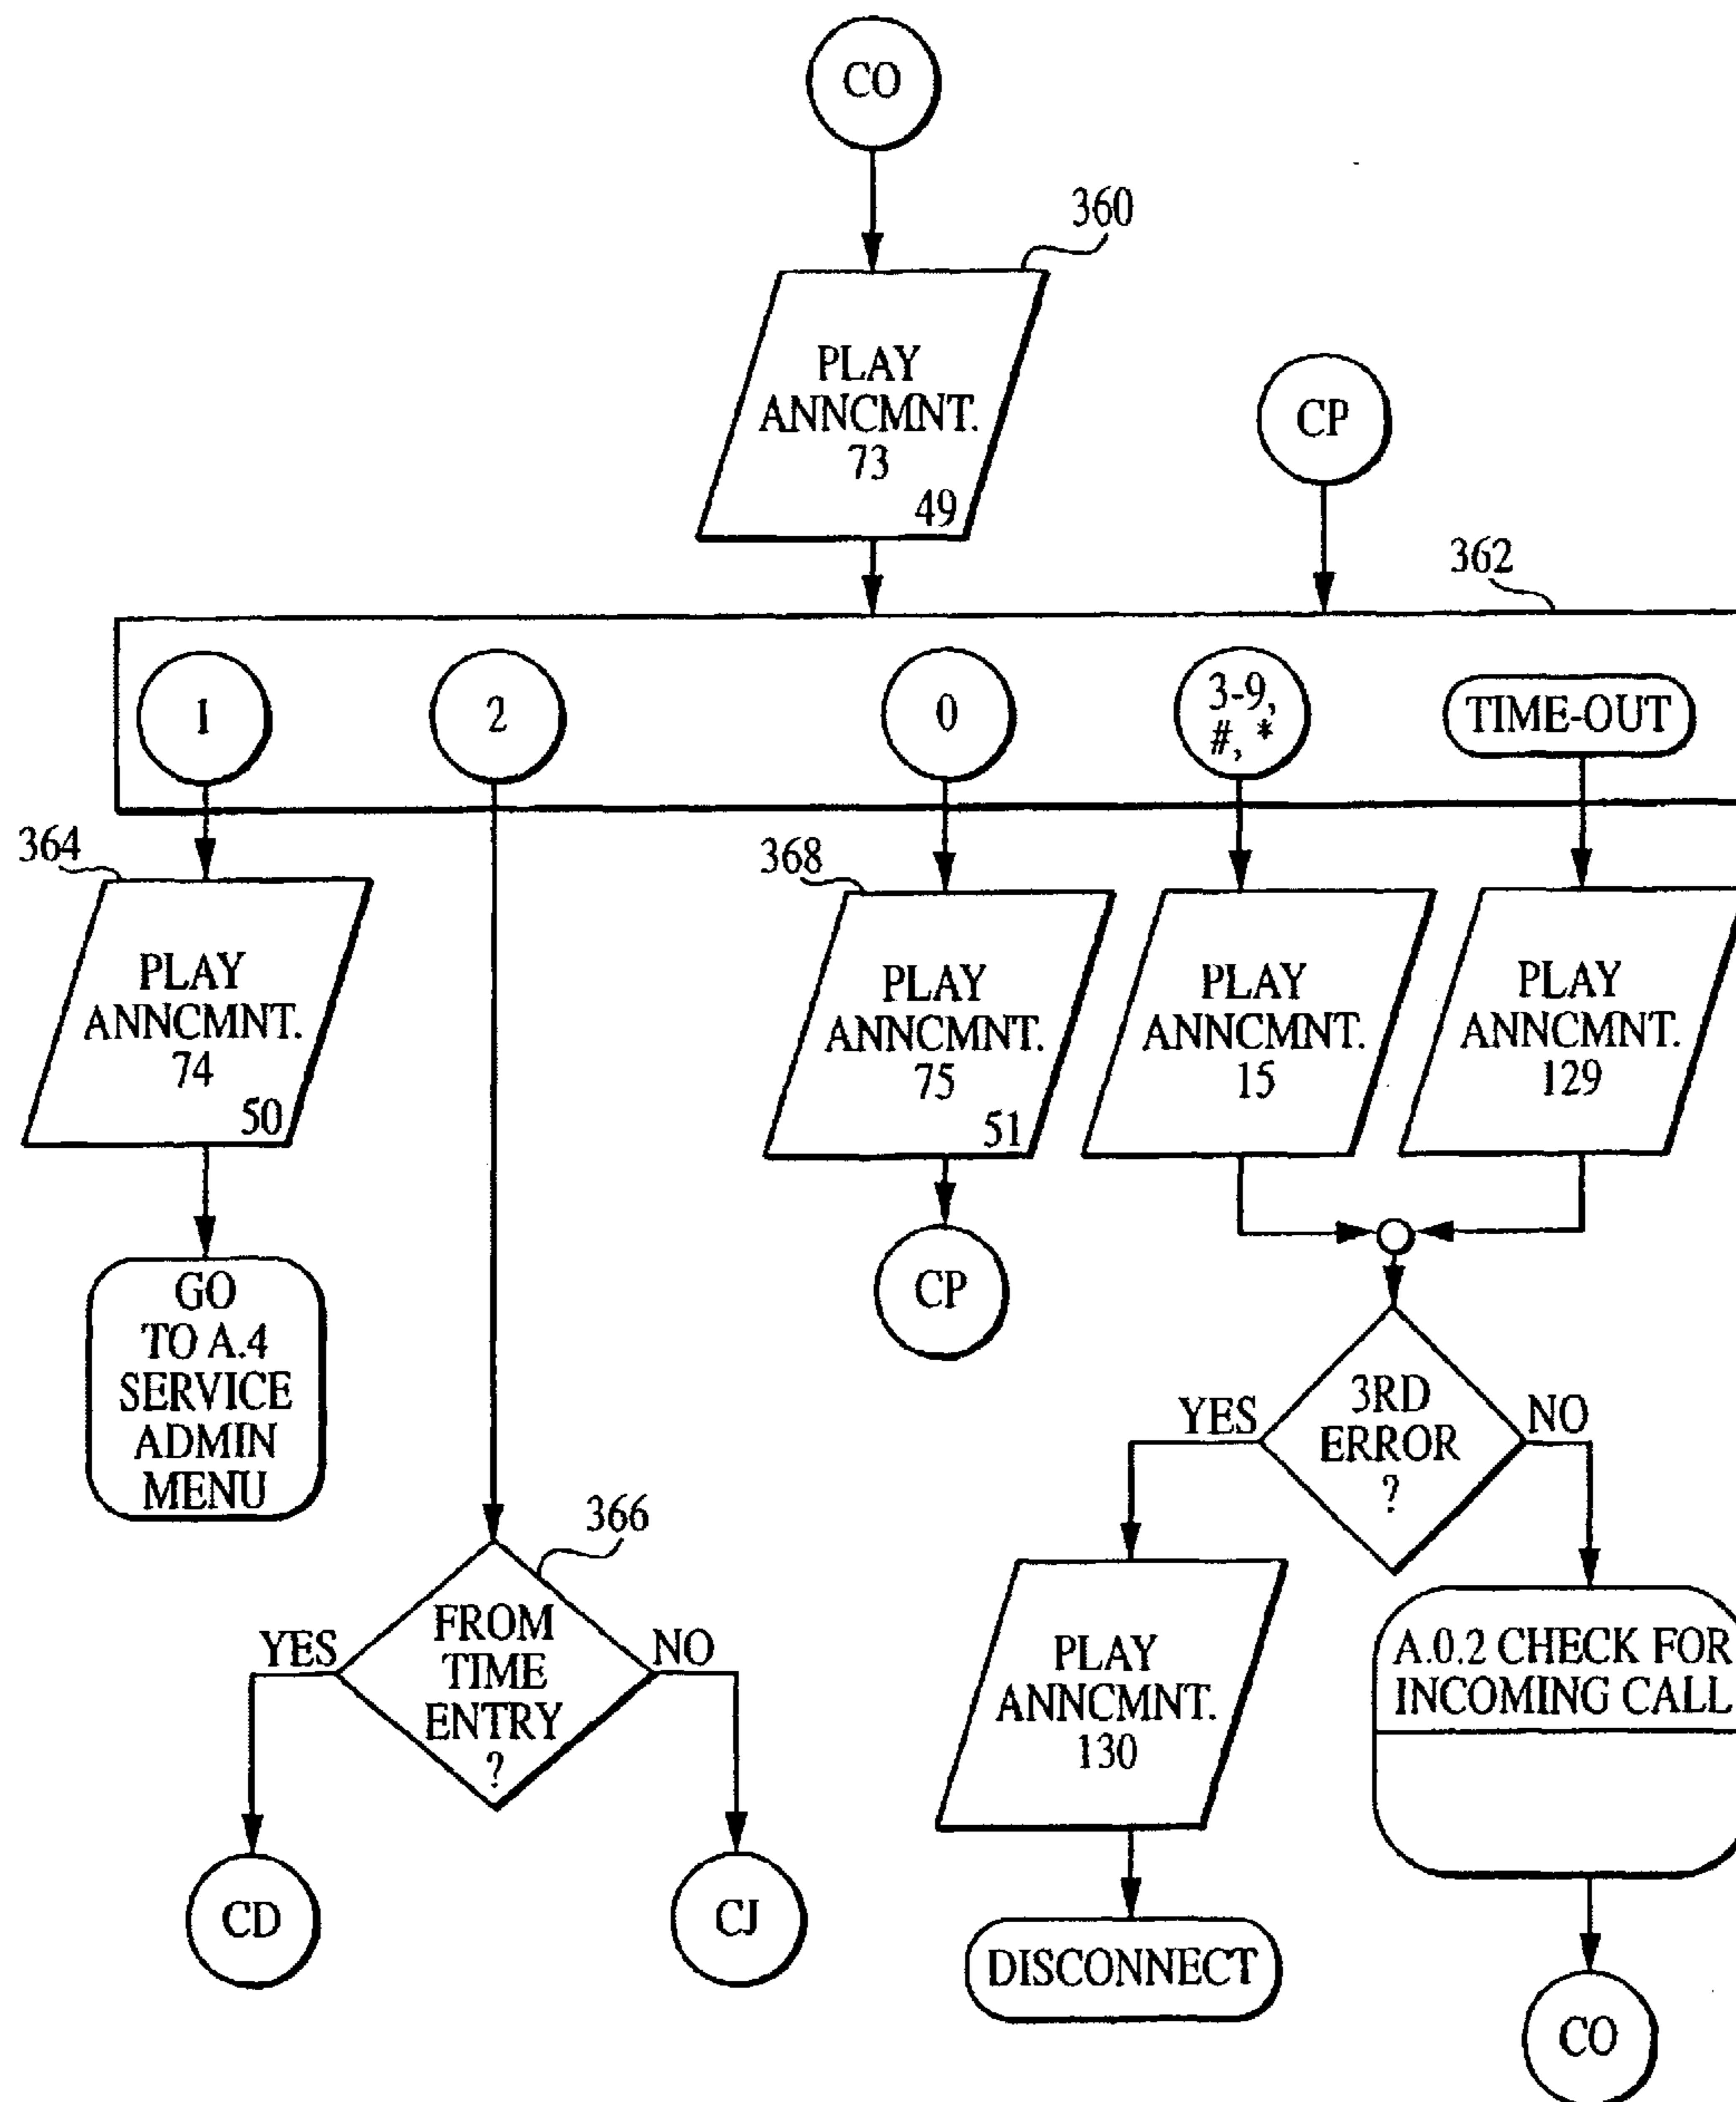 CO
360
PLAY
ANNCMNT.
73
49
CP
362
1
2
0
3-9,
#, *
TIME-OUT
364
PLAY
ANNCMNT.
74
50
368
PLAY
ANNCMNT.
75
51
PLAY
ANNCMNT.
15
PLAY
ANNCMNT.
129
GO
TO A.4
SERVICE
ADMIN
MENU
CP
YES
3RD
ERROR
?
NO
366
YES
FROM
TIME
ENTRY
?
NO
PLAY
ANNCMNT.
130
A.0.2 CHECK FOR
INCOMING CALL
CD
CJ
DISCONNECT
CO